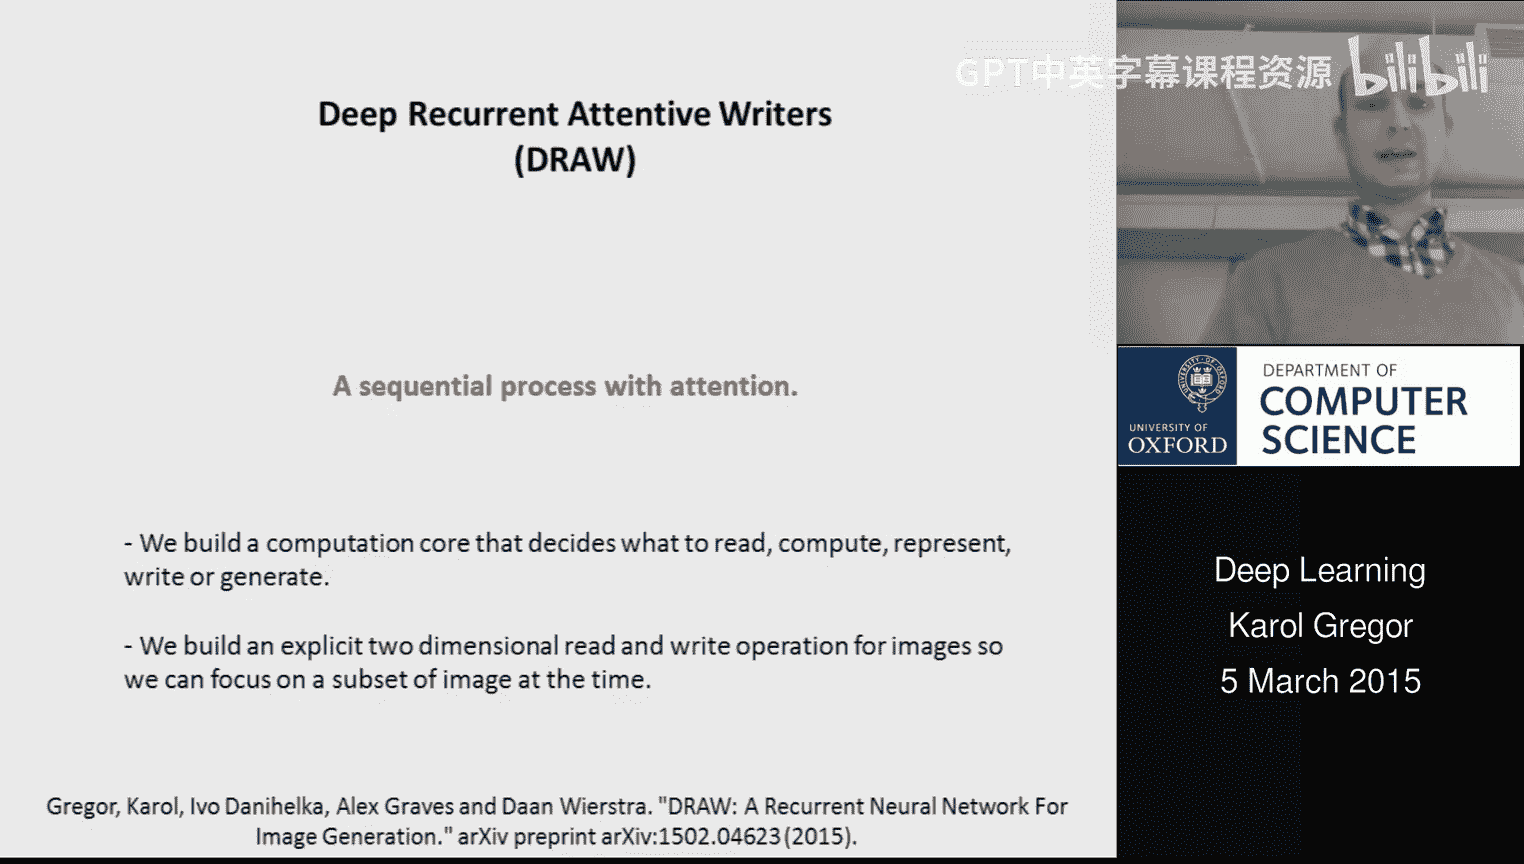 Deep Recurrent Attentive Writers
(DRAW)
A sequential process with attention.
- We build a computation core that decides what to read, compute, represent,
write or generate.
- We build an explicit two dimensional read and write operation for images so
we can focus on a subset of image at the time.
Gregor, Karol, Ivo Danihelka, Alex Graves and Daan Wierstra. "DRAW: A Recurrent Neural Network For
Image Generation." arXiv preprint arXiv:1502.04623 (2015).
GPT中英字幕课程资源 bilibili
UNIVERSITY OF
OXFORD
DEPARTMENT OF
COMPUTER
SCIENCE
Deep Learning
Karol Gregor
5 March 2015